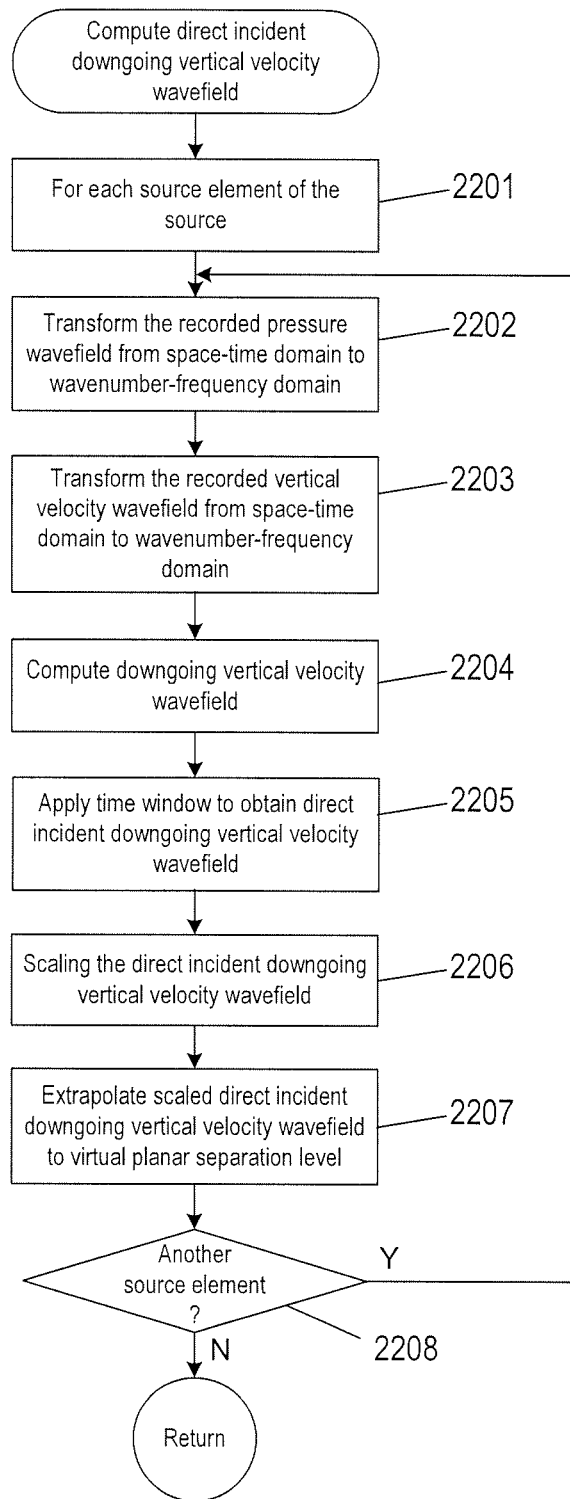 Compute direct incident
downgoing vertical velocity
wavefield
For each source element of the
source
2201
Transform the recorded pressure
wavefield from space-time domain to
wavenumber-frequency domain
2202
Transform the recorded vertical
velocity wavefield from space-time
domain to wavenumber-frequency
domain
2203
Compute downgoing vertical velocity
wavefield
2204
Apply time window to obtain direct
incident downgoing vertical velocity
wavefield
2205
Scaling the direct incident downgoing
vertical velocity wavefield
2206
Extrapolate scaled direct incident
downgoing vertical velocity wavefield
to virtual planar separation level
2207
Another
source element
?
Y
2208
N
Return